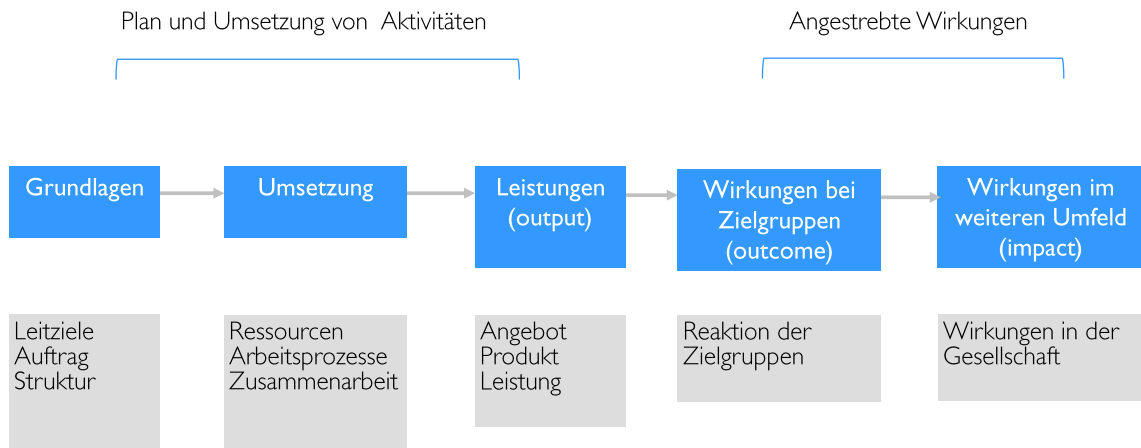 Plan und Umsetzung von Aktivitäten
Angestrebte Wirkungen
Grundlagen
Umsetzung
Leistungen
(output)
Wirkungen bei
Zielgruppen
(outcome)
Wirkungen im
weiteren Umfeld
(impact)
Leitziele
Auftrag
Struktur
Ressourcen
Arbeitsprozesse
Zusammenarbeit
Angebot
Produkt
Leistung
Reaktion der
Zielgruppen
Wirkungen in der
Gesellschaft